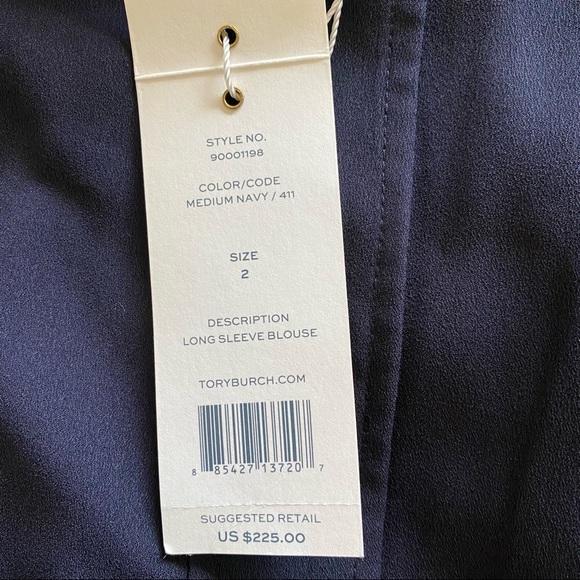 STYLE NO.
90001198
COLOR/CODE
MEDIUM NAVY / 411
SIZE
2
DESCRIPTION
LONG SLEEVE BLOUSE
TORYBURCH.COM
8 85427 13720 7
SUGGESTED RETAIL
US $225.00